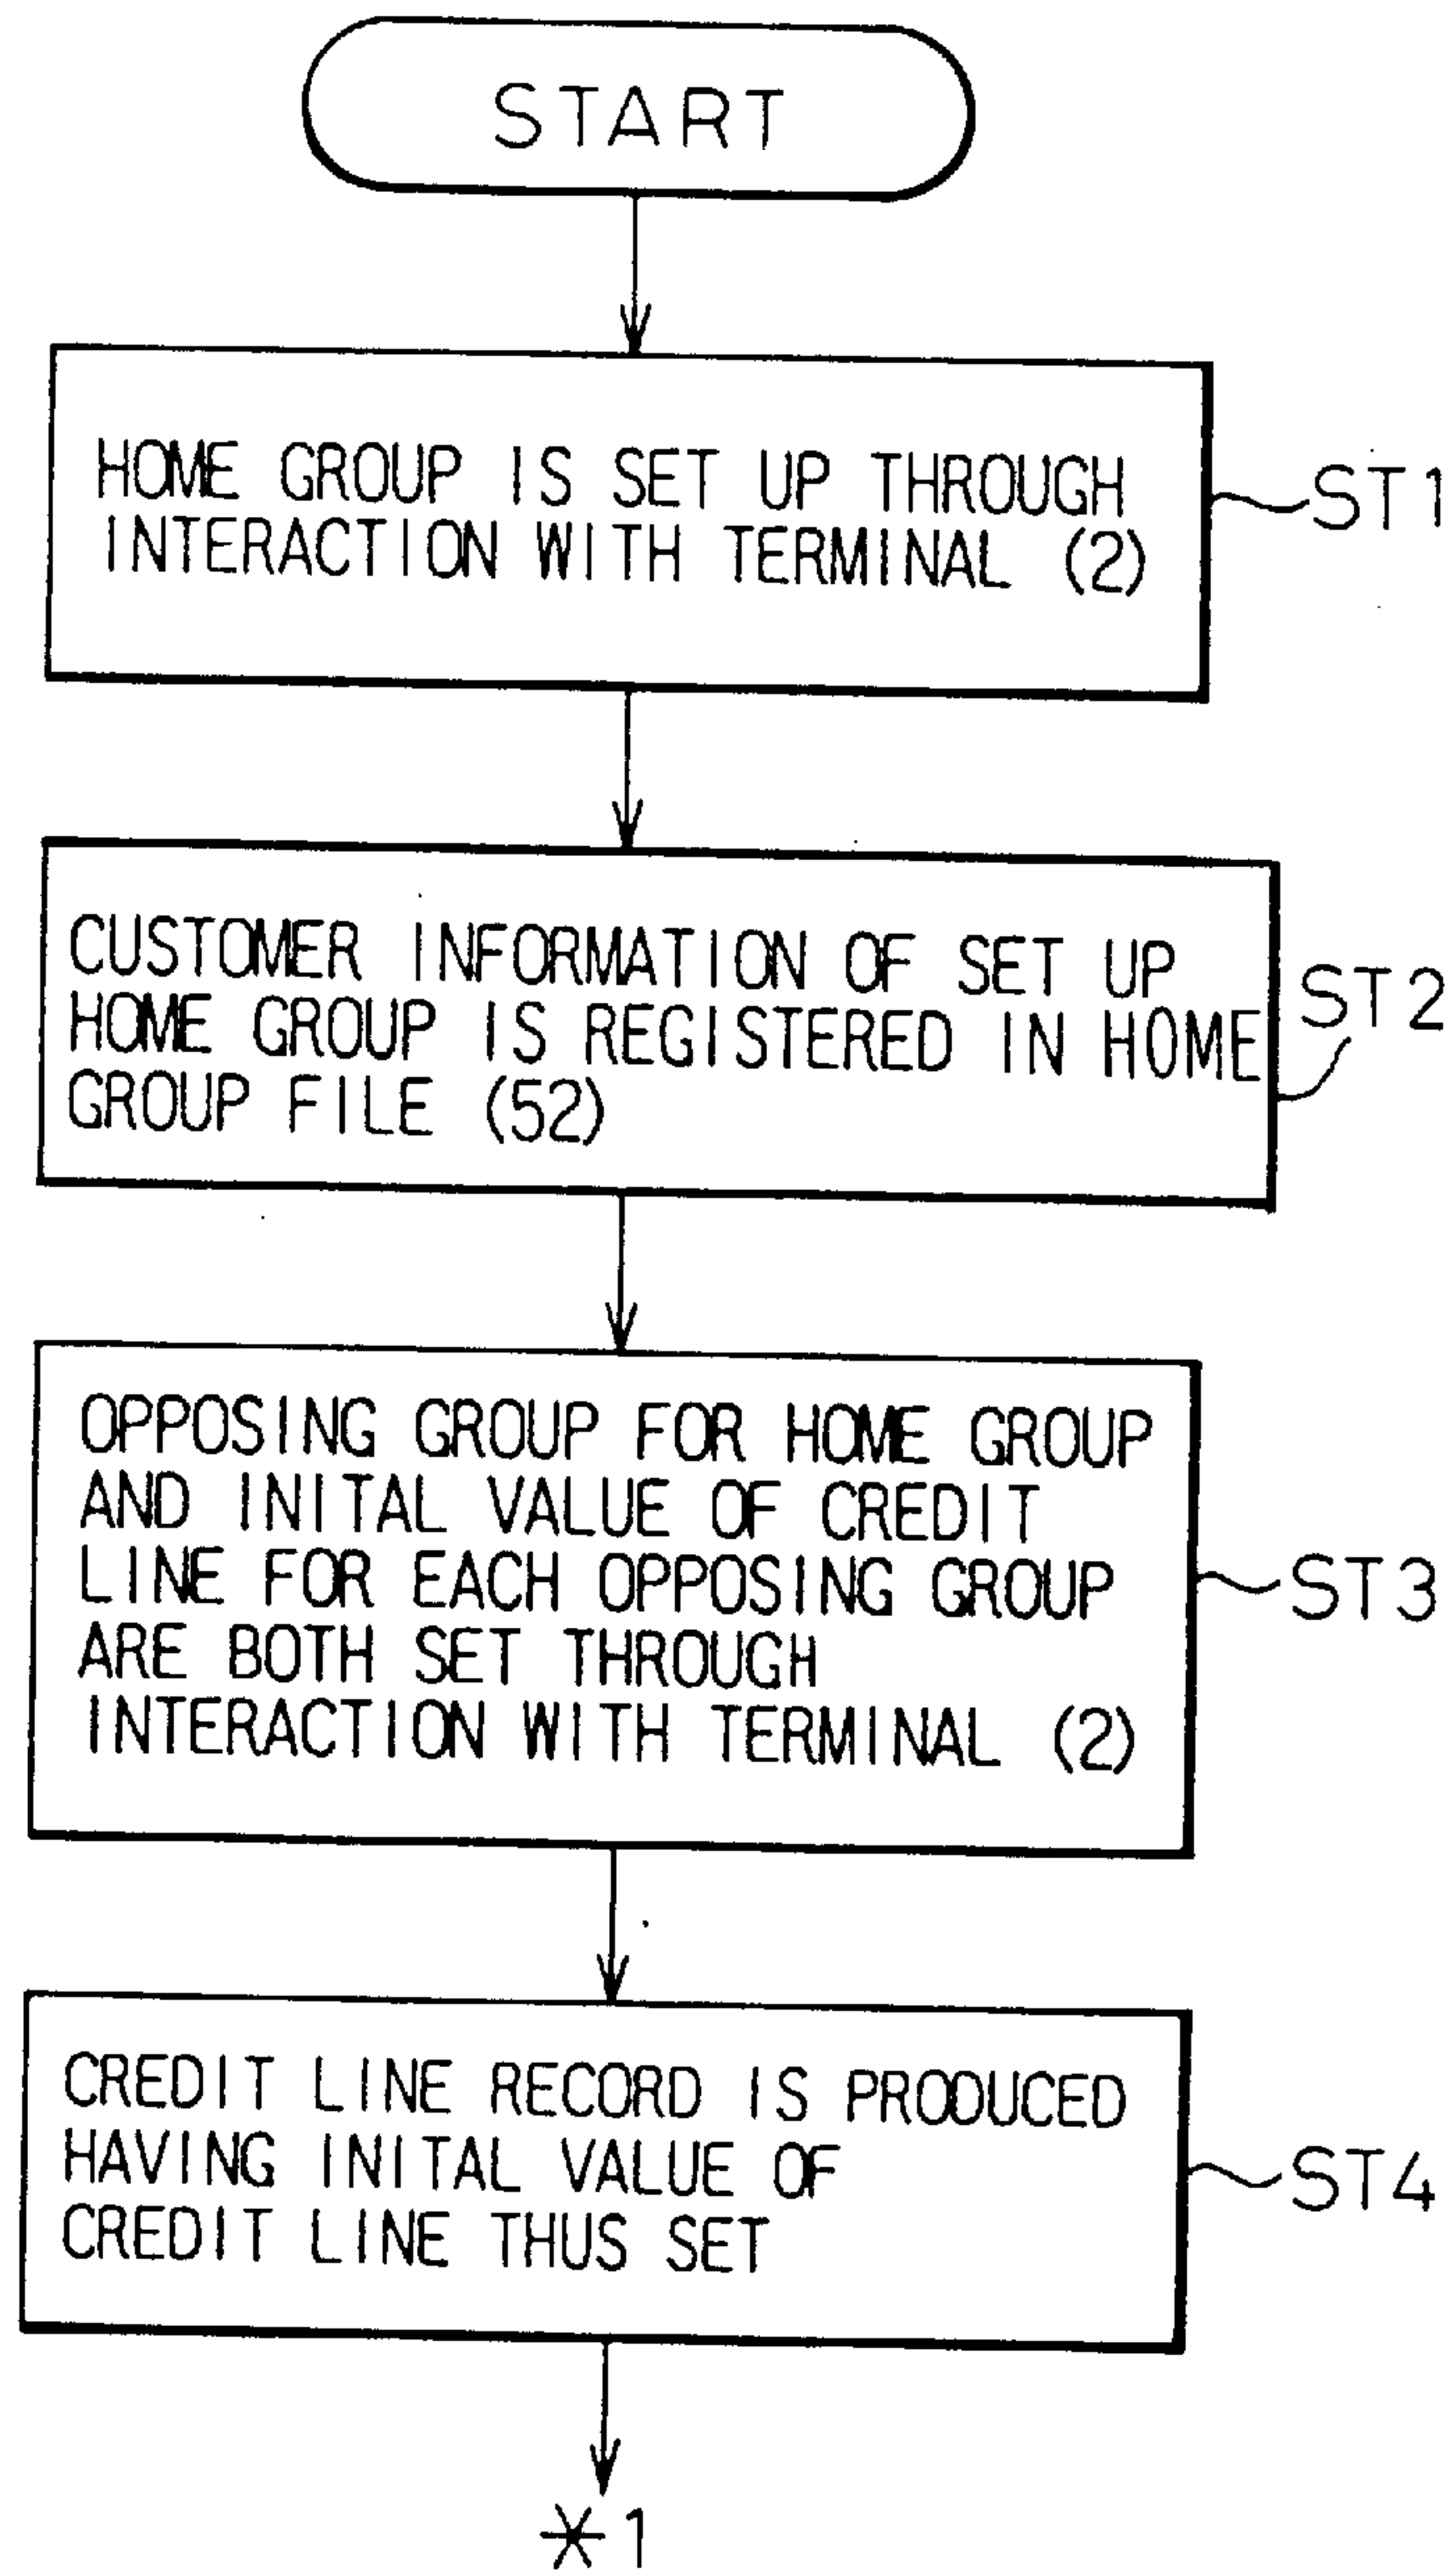 START
HOME GROUP IS SET UP THROUGH
INTERACTION WITH TERMINAL (2)
ST1
CUSTOMER INFORMATION OF SET UP
HOME GROUP IS REGISTERED IN HOME
GROUP FILE (52)
ST2
OPPOSING GROUP FOR HOME GROUP
AND INITAL VALUE OF CREDIT
LINE FOR EACH OPPOSING GROUP
ARE BOTH SET THROUGH
INTERACTION WITH TERMINAL (2)
ST3
CREDIT LINE RECORD IS PRODUCED
HAVING INITAL VALUE OF
CREDIT LINE THUS SET
ST4
*1